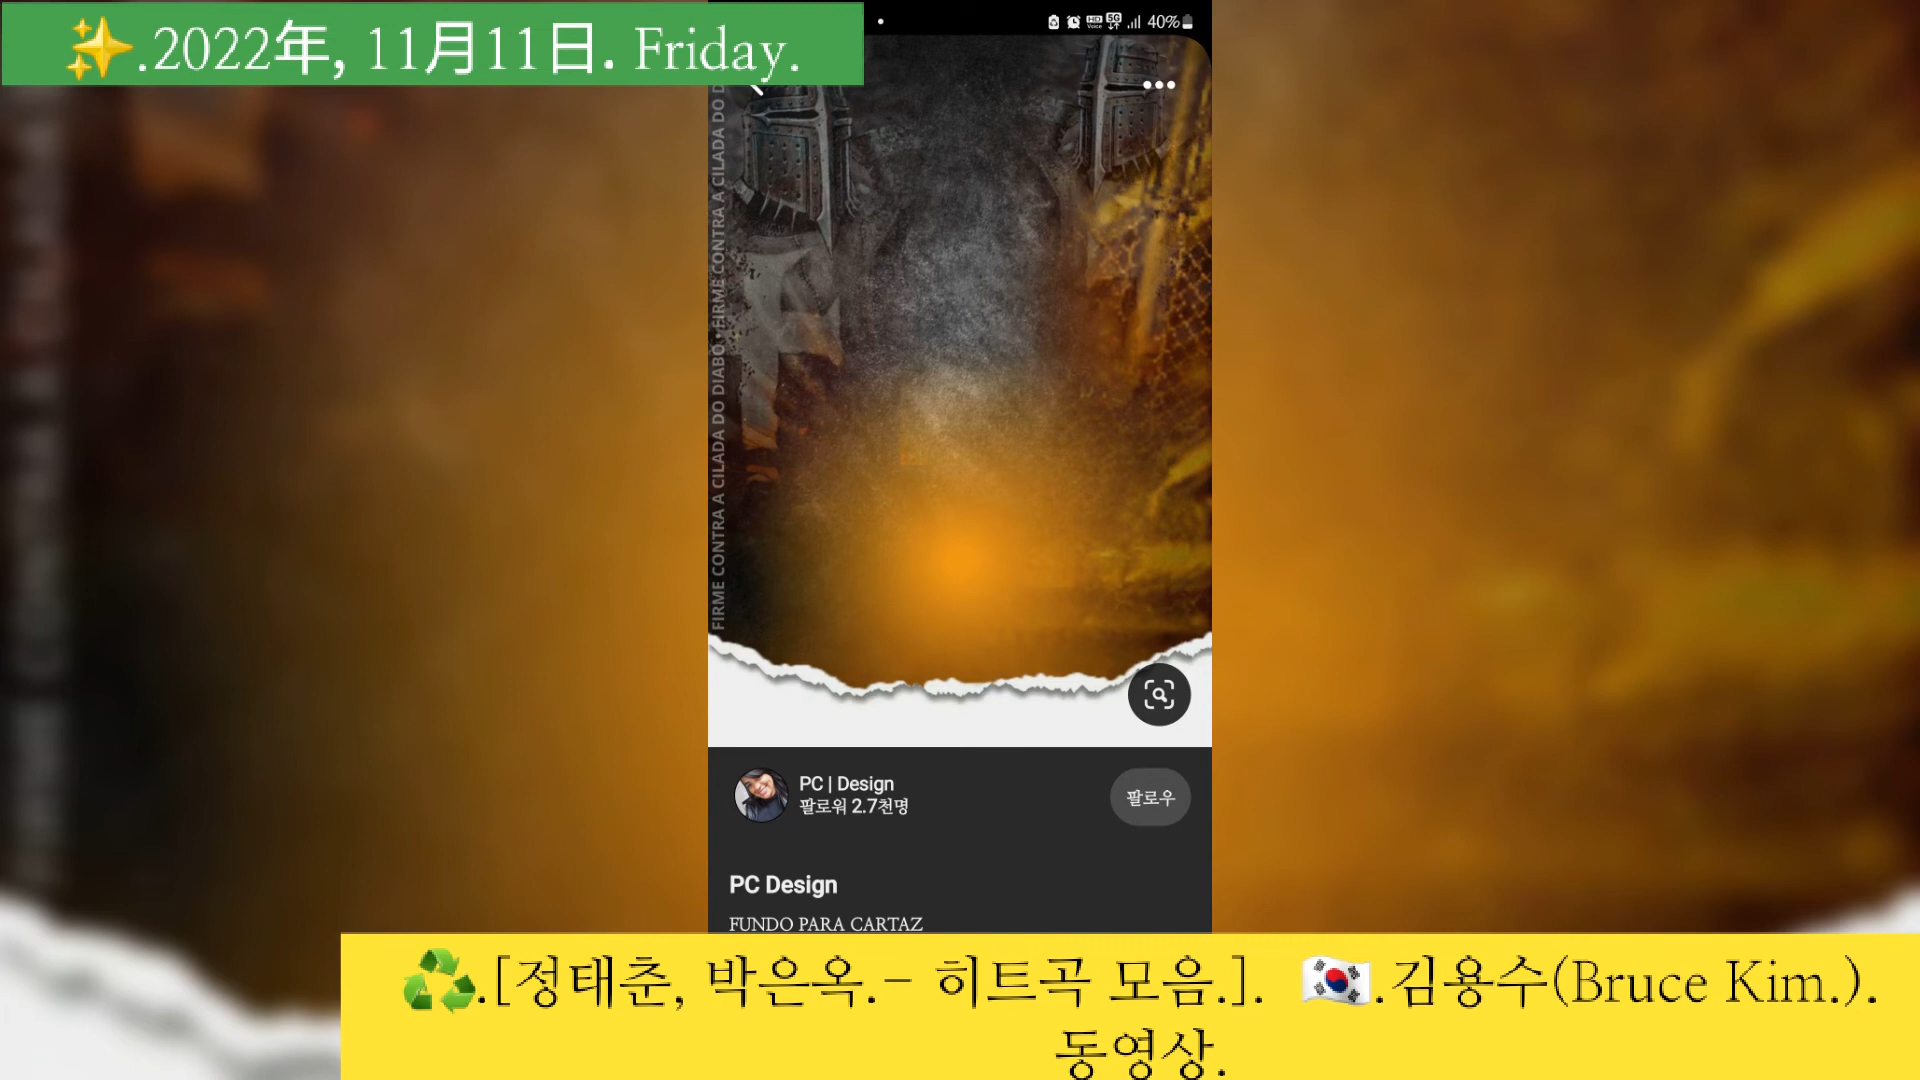 ✨.2022年, 11月11日. Friday.
HD Voice 5G 40%
FIRME CONTRA A CILADA DO DIABO • FIRME CONTRA A CILADA DO D
PC | Design
팔로워 2.7천명
팔로우
PC Design
FUNDO PARA CARTAZ
♻️.[정태춘, 박은옥.- 히트곡 모음.]. 🇰🇷.김용수(Bruce Kim.).
동영상.